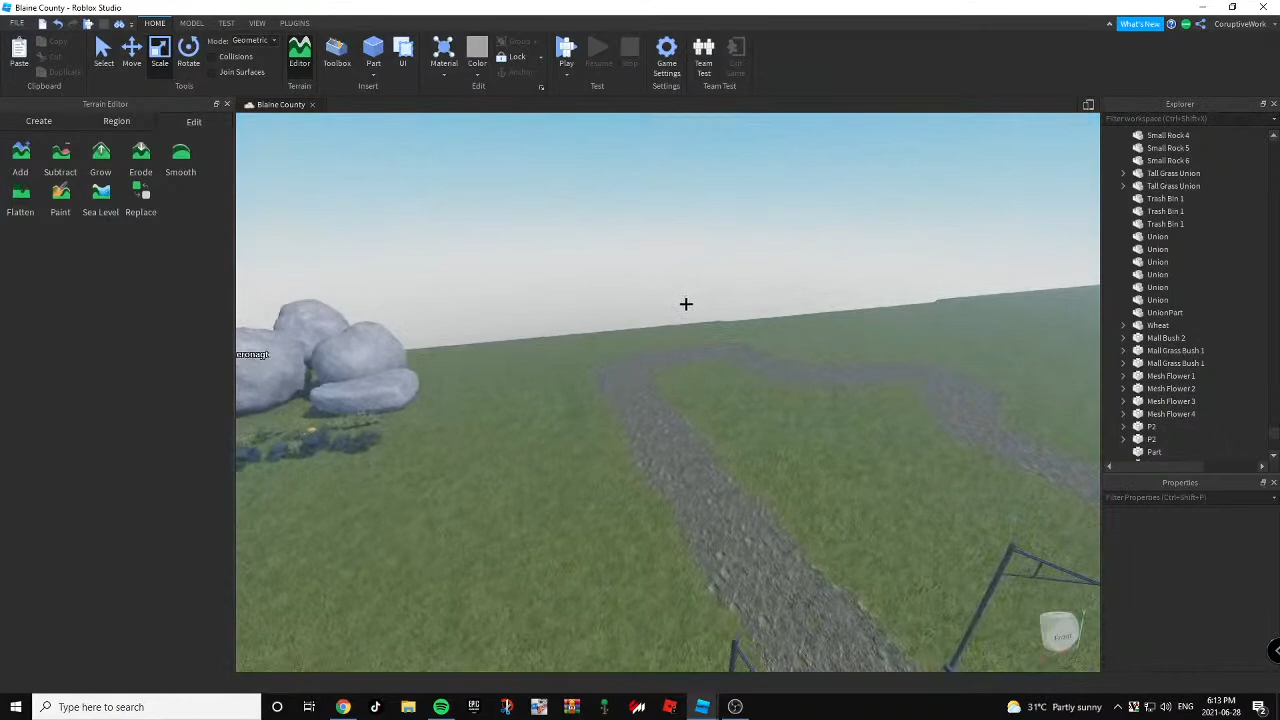 Blaine County - Roblox Studio
FILE HOME MODEL TEST VIEW PLUGINS What's New CoruptiveWork
Paste Copy Cut Duplicate Clipboard
Select Move Scale Rotate Mode: Geometric Collisions Join Surfaces Tools
Editor Terrain
Toolbox Part UI Insert
Material Color Group Lock Anchor Edit
Play Resume Stop Test
Game Settings Settings
Team Test Exit Game Team Test
Terrain Editor
Create Region Edit
Add Subtract Grow Erode Smooth
Flatten Paint Sea Level Replace
Blaine County
eronagt
Front
Explorer
Filter workspace (Ctrl+Shift+X)
Small Rock 4
Small Rock 5
Small Rock 6
Tall Grass Union
Tall Grass Union
Trash Bin 1
Trash Bin 1
Trash Bin 1
Union
Union
Union
Union
Union
Union
UnionPart
Wheat
Mall Bush 2
Mall Grass Bush 1
Mall Grass Bush 1
Mesh Flower 1
Mesh Flower 2
Mesh Flower 3
Mesh Flower 4
P2
P2
Part
Properties
Filter Properties (Ctrl+Shift+P)
Type here to search
31°C Partly sunny
ENG
6:13 PM
2021-06-28